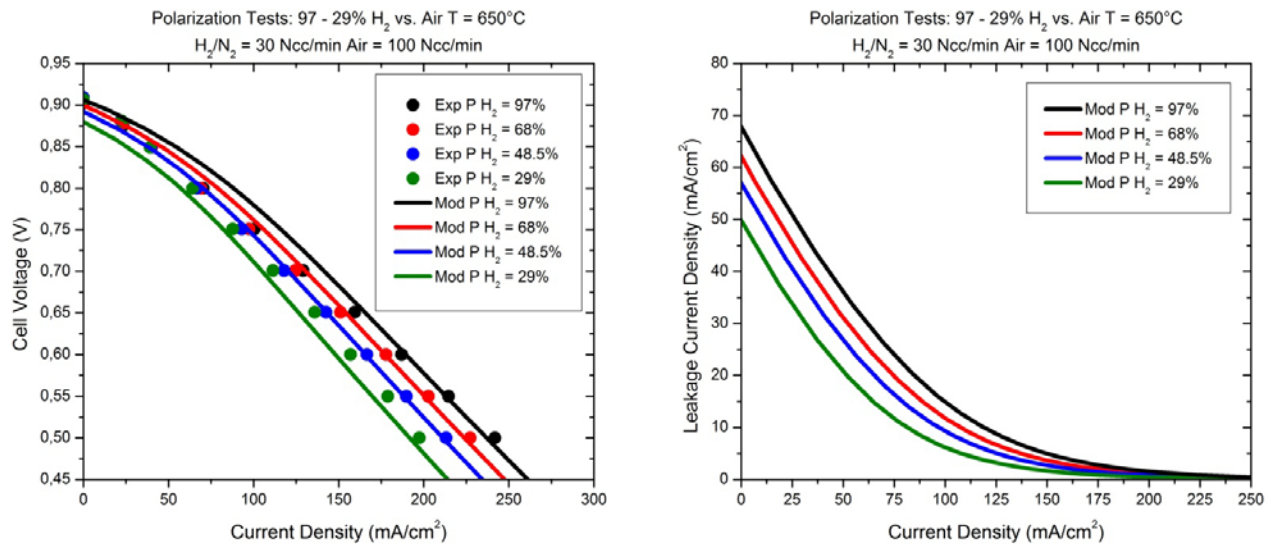 Polarization Tests: 97 - 29% H₂ vs. Air T = 650°C
H₂/N₂ = 30 Ncc/min Air = 100 Ncc/min
0,95
0,90
0,85
0,80
0,75
0,70
0,65
0,60
0,55
0,50
0,45
Cell Voltage (V)
Exp P H₂ = 97%
Exp P H₂ = 68%
Exp P H₂ = 48.5%
Exp P H₂ = 29%
Mod P H₂ = 97%
Mod P H₂ = 68%
Mod P H₂ = 48.5%
Mod P H₂ = 29%
0 50 100 150 200 250 300
Current Density (mA/cm²)
Polarization Tests: 97 - 29% H₂ vs. Air T = 650°C
H₂/N₂ = 30 Ncc/min Air = 100 Ncc/min
80
70
60
50
40
30
20
10
0
Leakage Current Density (mA/cm²)
Mod P H₂ = 97%
Mod P H₂ = 68%
Mod P H₂ = 48.5%
Mod P H₂ = 29%
0 25 50 75 100 125 150 175 200 225 250
Current Density (mA/cm²)